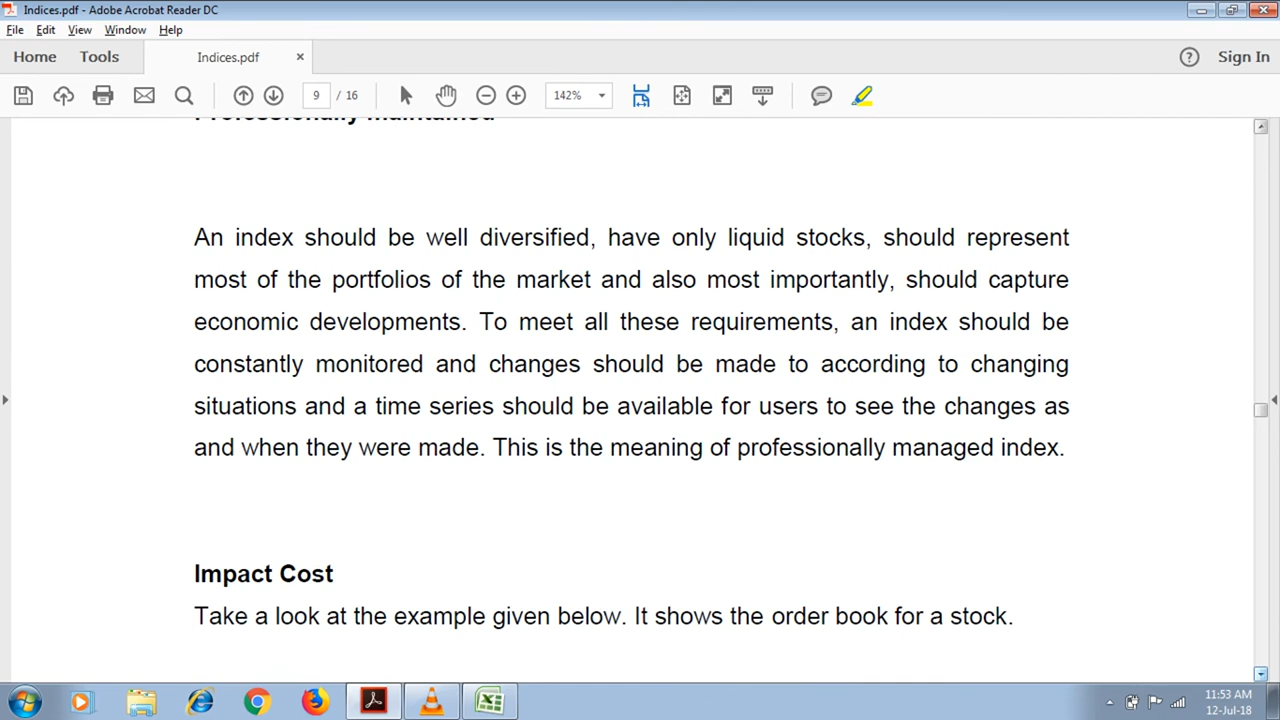 Indices.pdf - Adobe Acrobat Reader DC
File Edit View Window Help
Home Tools Indices.pdf × ? Sign In
9 / 16 142%
Professionally maintained
An index should be well diversified, have only liquid stocks, should represent
most of the portfolios of the market and also most importantly, should capture
economic developments. To meet all these requirements, an index should be
constantly monitored and changes should be made to according to changing
situations and a time series should be available for users to see the changes as
and when they were made. This is the meaning of professionally managed index.
Impact Cost
Take a look at the example given below. It shows the order book for a stock.
11:53 AM
12-Jul-18